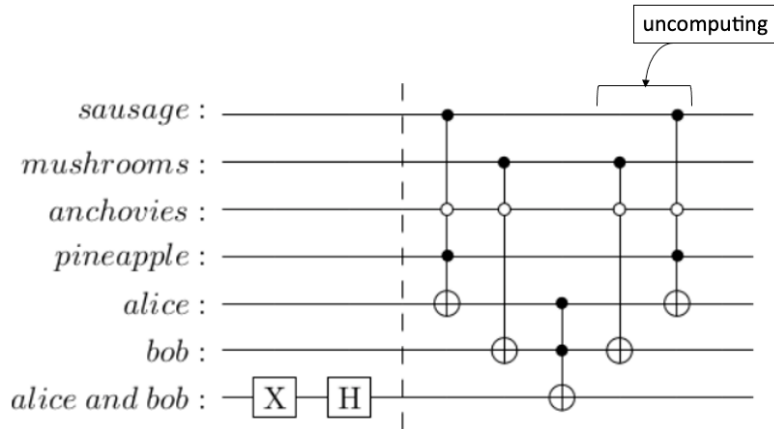 uncomputing
sausage :
mushrooms :
anchovies :
pineapple :
alice :
bob :
alice and bob :
X
H